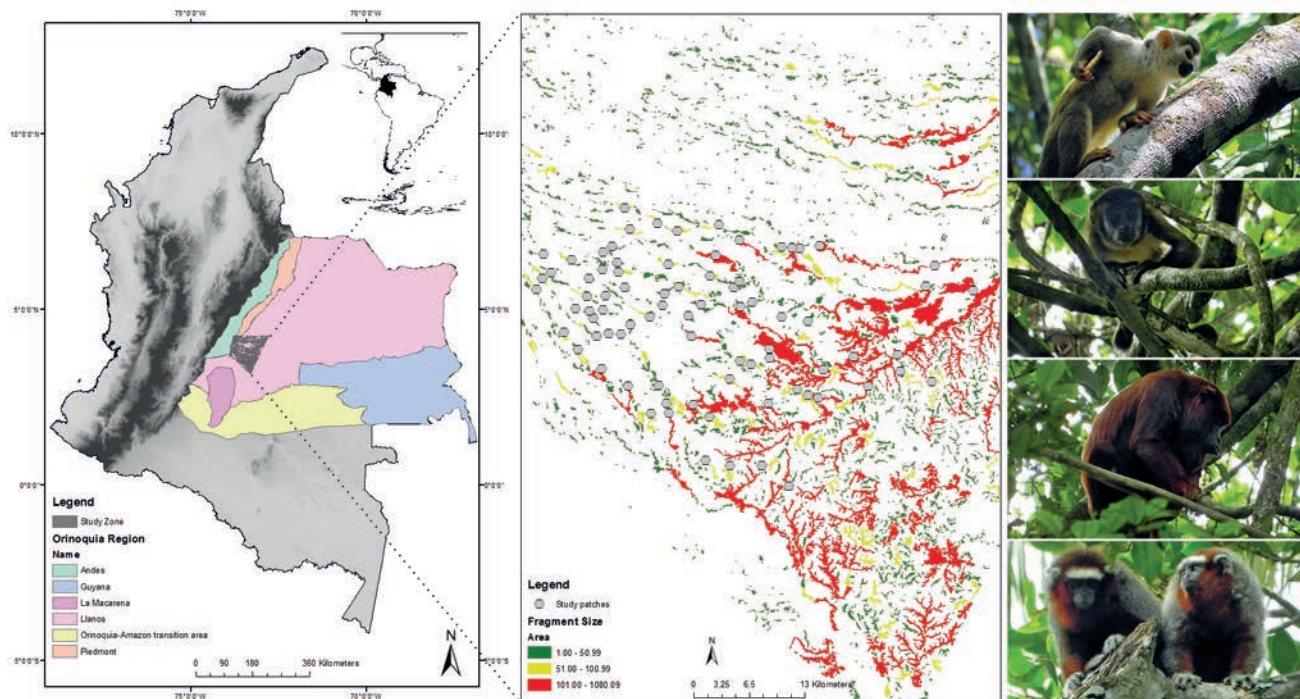 75°0'0"W 70°0'0"W
10°0'0"N 10°0'0"N
5°0'0"N 5°0'0"N
0°0'0" 0°0'0"
5°0'0"S 5°0'0"S
Legend
Study Zone
Orinoquia Region
Name
Andes
Guyana
La Macarena
Llanos
Orinoquia-Amazon transition area
Piedmont
N
0 90 180 360 Kilometers
75°0'0"W 70°0'0"W
Legend
Study patches
Fragment Size
Area
1.00 - 50.99
51.00 - 100.99
101.00 - 1080.09
N
0 3.25 6.5 13 Kilometers